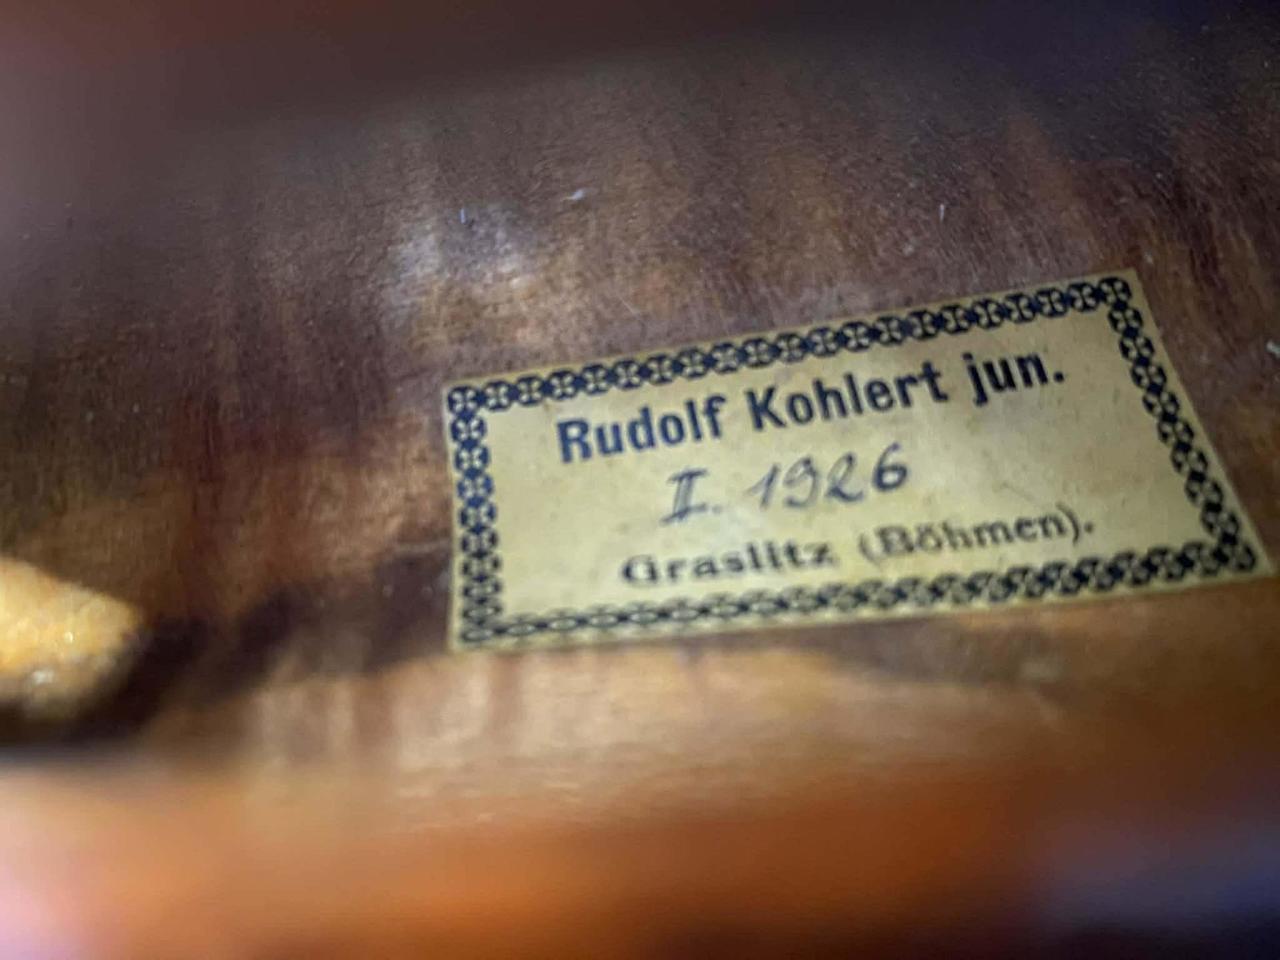 Rudolf Kohlert jun.
II. 1926
Graslitz (Böhmen).